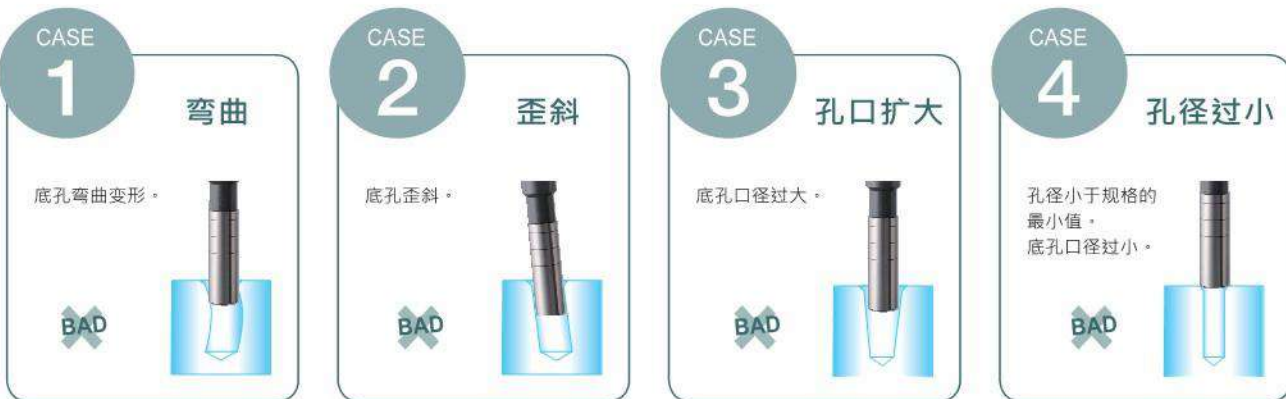 CASE
1
弯曲
底孔弯曲变形。
BAD
CASE
2
歪斜
底孔歪斜。
BAD
CASE
3
孔口扩大
底孔口径过大。
BAD
CASE
4
孔径过小
孔径小于规格的
最小值。
底孔口径过小。
BAD